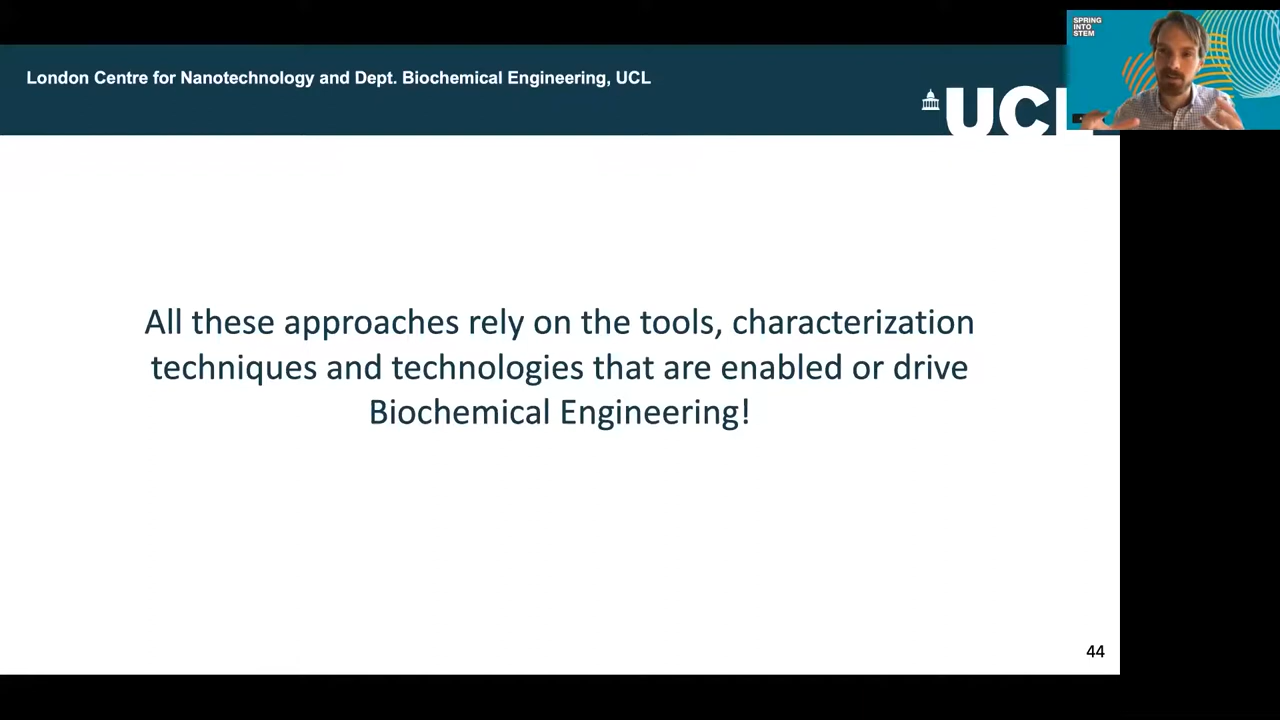 SPRING
INTO
STEM
London Centre for Nanotechnology and Dept. Biochemical Engineering, UCL
UCL
All these approaches rely on the tools, characterization
techniques and technologies that are enabled or drive
Biochemical Engineering!
44